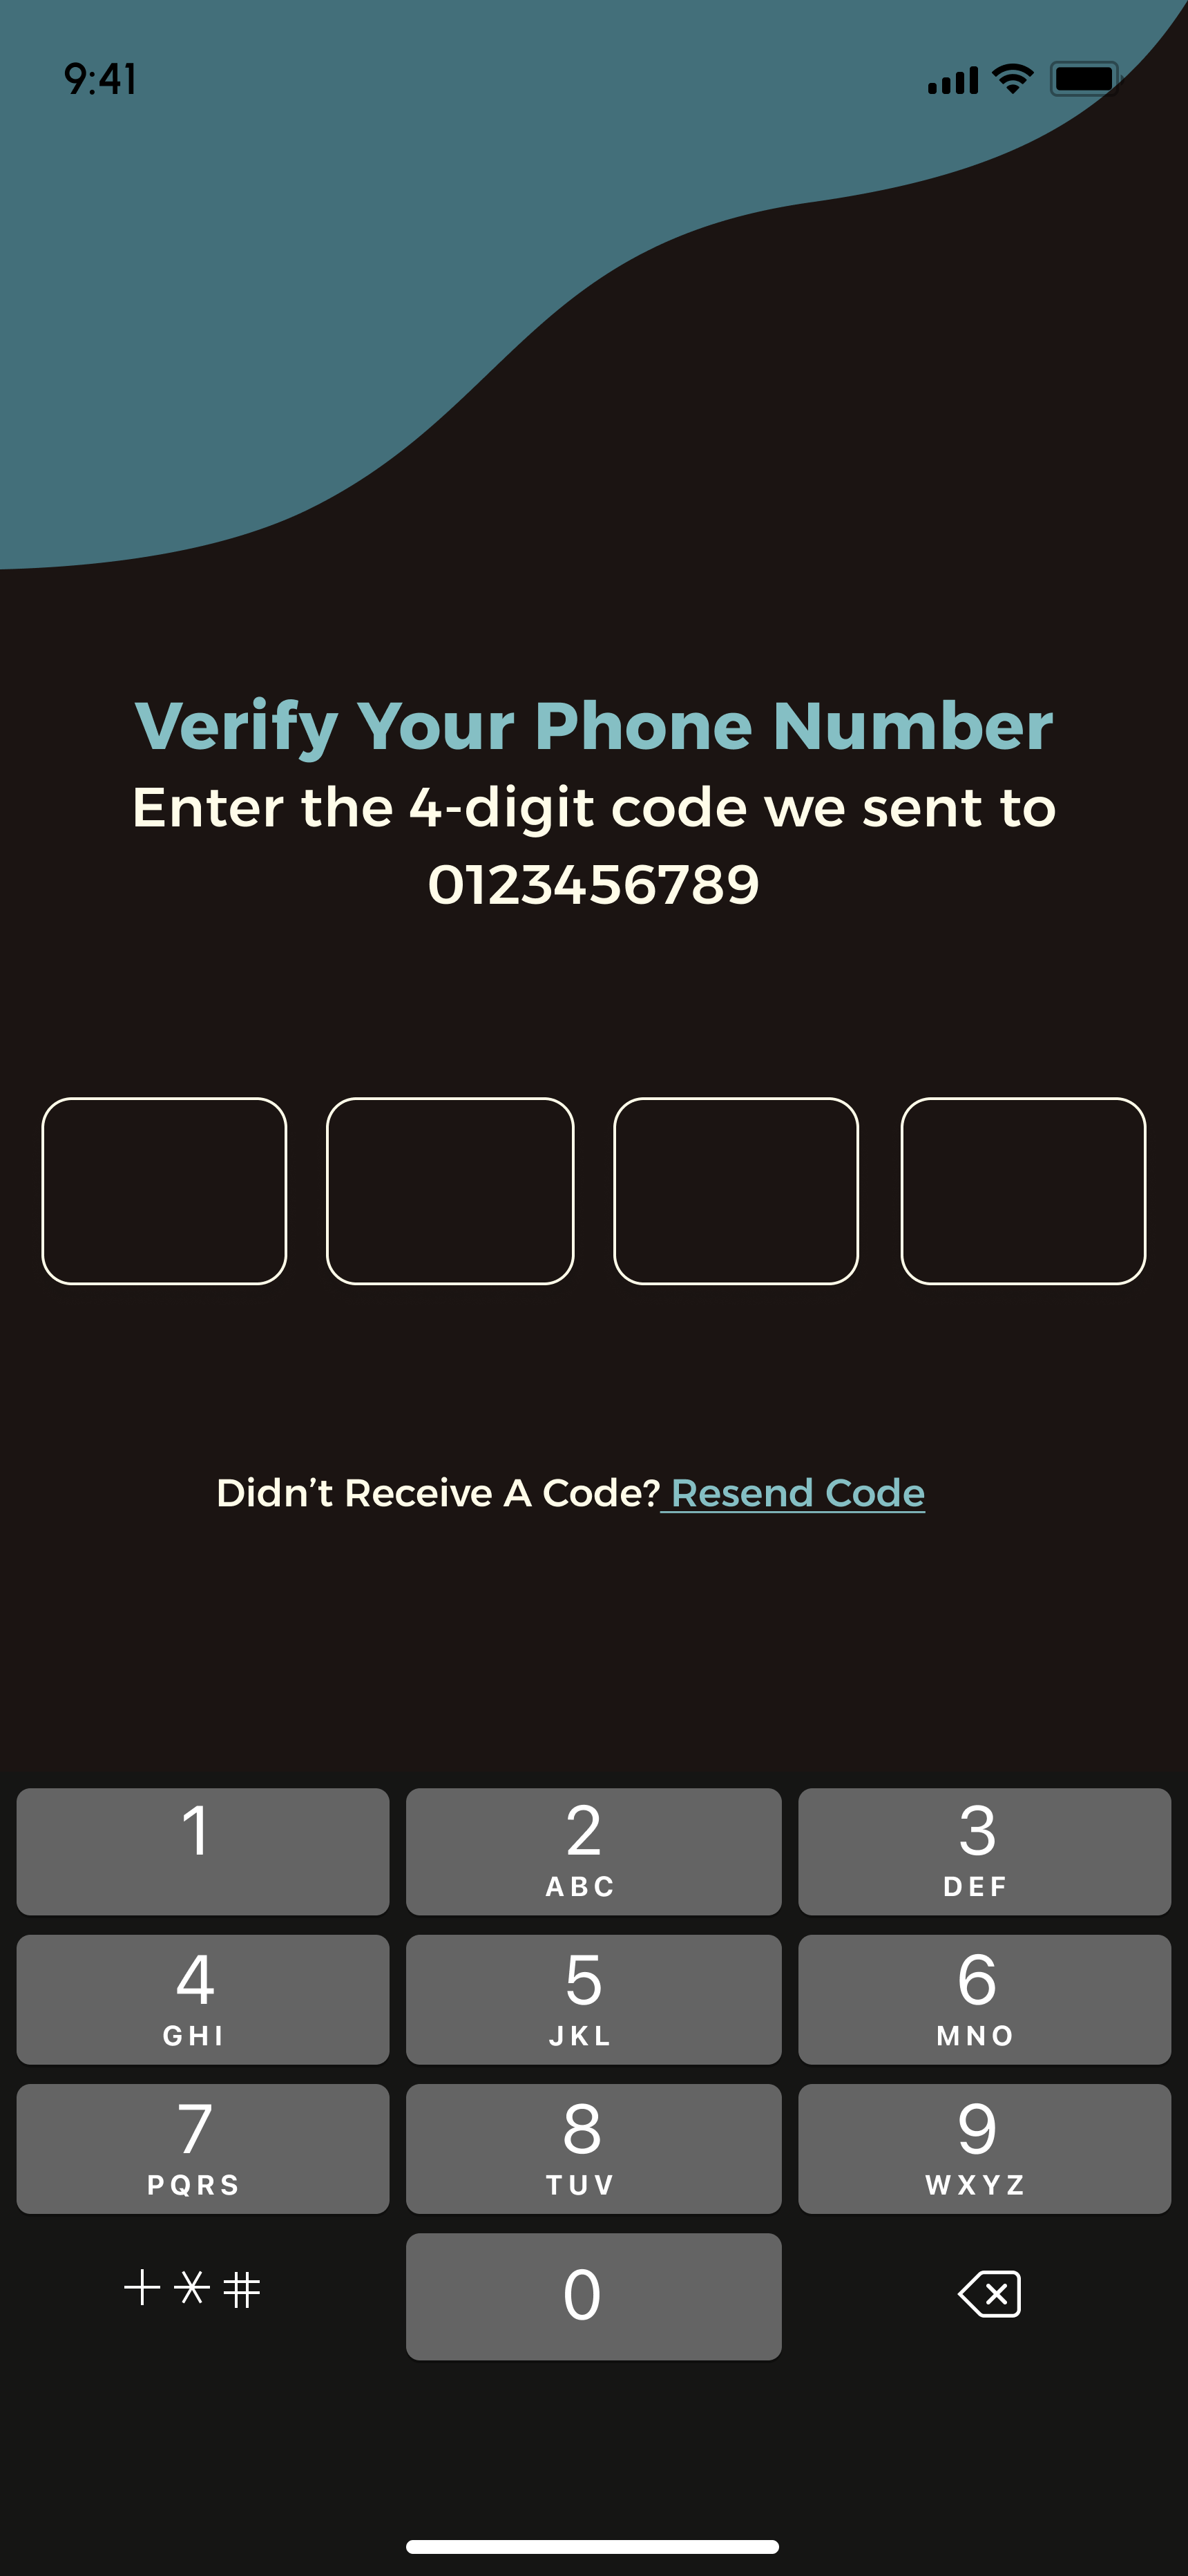 9:41
Verify Your Phone Number
Enter the 4-digit code we sent to
0123456789
Didn’t Receive A Code? Resend Code
1 2 3
ABC DEF
4 5 6
GHI JKL MNO
7 8 9
PQRS TUV WXYZ
+*# 0